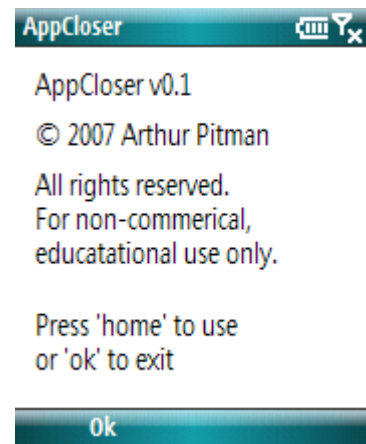 AppCloser
AppCloser v0.1
© 2007 Arthur Pitman
All rights reserved.
For non-commerical,
educatational use only.
Press 'home' to use
or 'ok' to exit
Ok